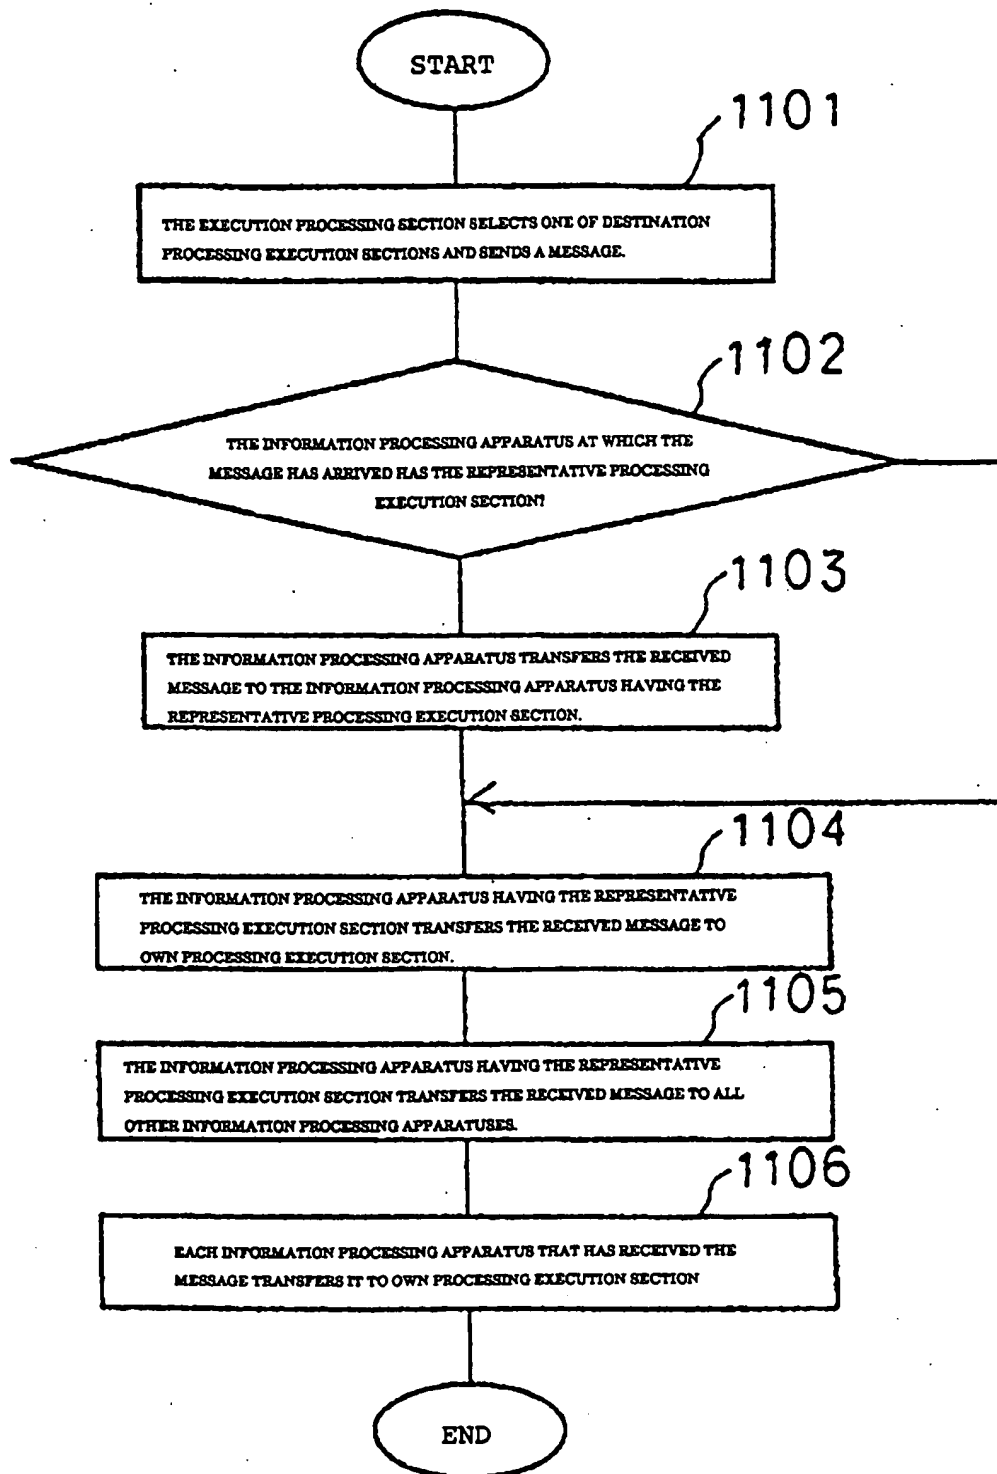 START
1101
THE EXECUTION PROCESSING SECTION SELECTS ONE OF DESTINATION
PROCESSING EXECUTION SECTIONS AND SENDS A MESSAGE.
1102
THE INFORMATION PROCESSING APPARATUS AT WHICH THE
MESSAGE HAS ARRIVED HAS THE REPRESENTATIVE PROCESSING
EXECUTION SECTION?
1103
THE INFORMATION PROCESSING APPARATUS TRANSFERS THE RECEIVED
MESSAGE TO THE INFORMATION PROCESSING APPARATUS HAVING THE
REPRESENTATIVE PROCESSING EXECUTION SECTION.
1104
THE INFORMATION PROCESSING APPARATUS HAVING THE REPRESENTATIVE
PROCESSING EXECUTION SECTION TRANSFERS THE RECEIVED MESSAGE TO
OWN PROCESSING EXECUTION SECTION.
1105
THE INFORMATION PROCESSING APPARATUS HAVING THE REPRESENTATIVE
PROCESSING EXECUTION SECTION TRANSFERS THE RECEIVED MESSAGE TO ALL
OTHER INFORMATION PROCESSING APPARATUSES.
1106
EACH INFORMATION PROCESSING APPARATUS THAT HAS RECEIVED THE
MESSAGE TRANSFERS IT TO OWN PROCESSING EXECUTION SECTION
END